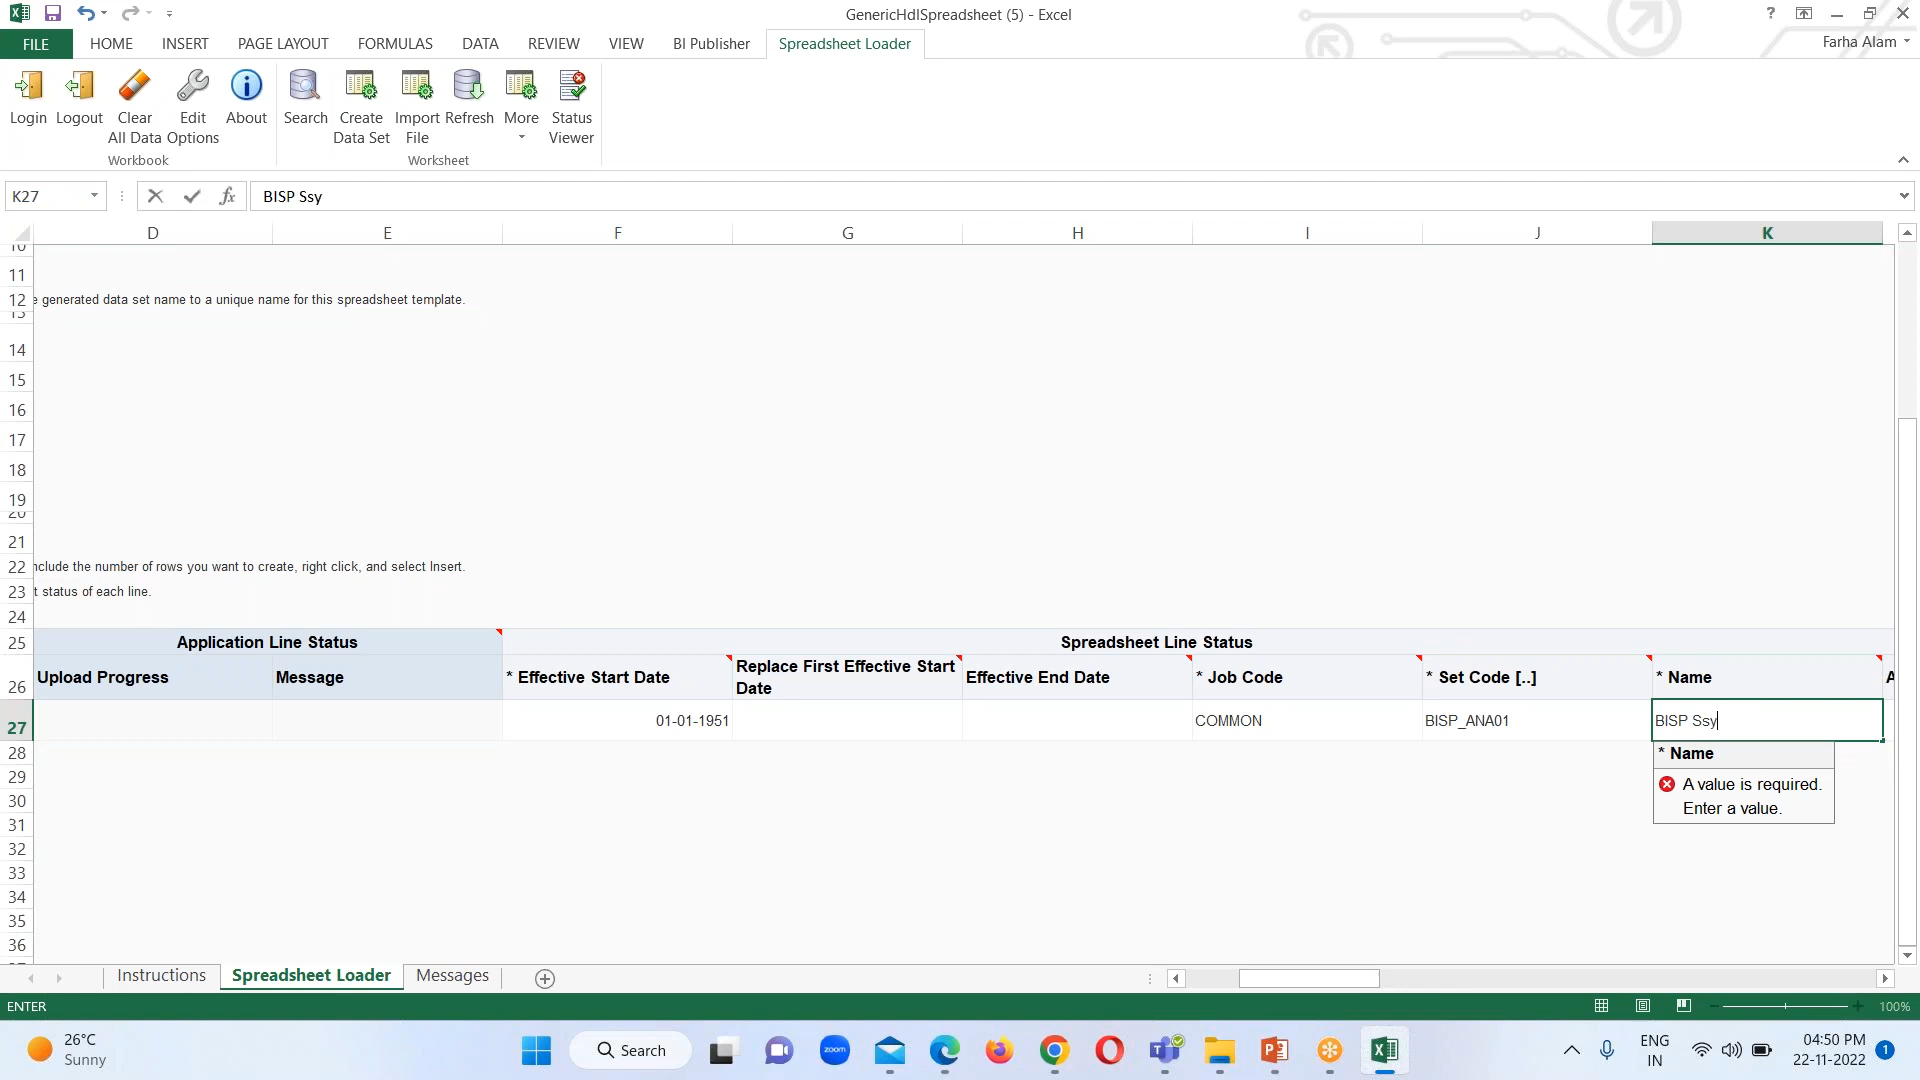 GenericHdlSpreadsheet (5) - Excel
FILE HOME INSERT PAGE LAYOUT FORMULAS DATA REVIEW VIEW BI Publisher Spreadsheet Loader
Farha Alam
Login Logout Clear All Data Edit Options About Search Create Data Set Import File Refresh More Status Viewer
Workbook Worksheet
K27 BISP Ssy
D E F G H I J K
10
11
12 e generated data set name to a unique name for this spreadsheet template.
13
14
15
16
17
18
19
20
21
22 nclude the number of rows you want to create, right click, and select Insert.
23 t status of each line.
24
25 Application Line Status Spreadsheet Line Status
26 Upload Progress Message * Effective Start Date Replace First Effective Start Date Effective End Date * Job Code * Set Code [..] * Name A
27 01-01-1951 COMMON BISP_ANA01 BISP Ssy
28 * Name
29 A value is required.
30 Enter a value.
31
32
33
34
35
36
Instructions Spreadsheet Loader Messages
ENTER 100%
26°C
Sunny
Search
zoom
ENG
IN
04:50 PM
22-11-2022
1